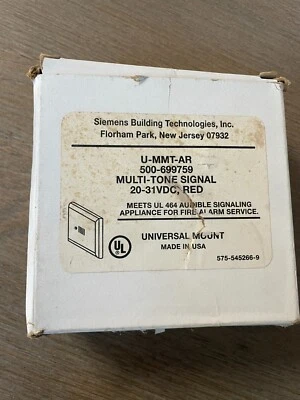 Siemens Building Technologies, Inc.
Florham Park, New Jersey 07932
U-MMT-AR
500-699759
MULTI-TONE SIGNAL
20-31VDC, RED
MEETS UL 464 AUDIBLE SIGNALING
APPLIANCE FOR FIRE ALARM SERVICE.
UL
UNIVERSAL MOUNT
MADE IN USA
575-545266-9